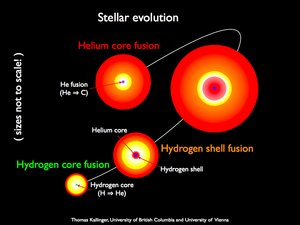 Stellar evolution
Helium core fusion
He fusion
(He ⇒ C)
( sizes not to scale! )
Helium core
Hydrogen shell fusion
Hydrogen shell
Hydrogen core fusion
Hydrogen core
(H ⇒ He)
Thomas Kallinger, University of British Columbia and University of Vienna